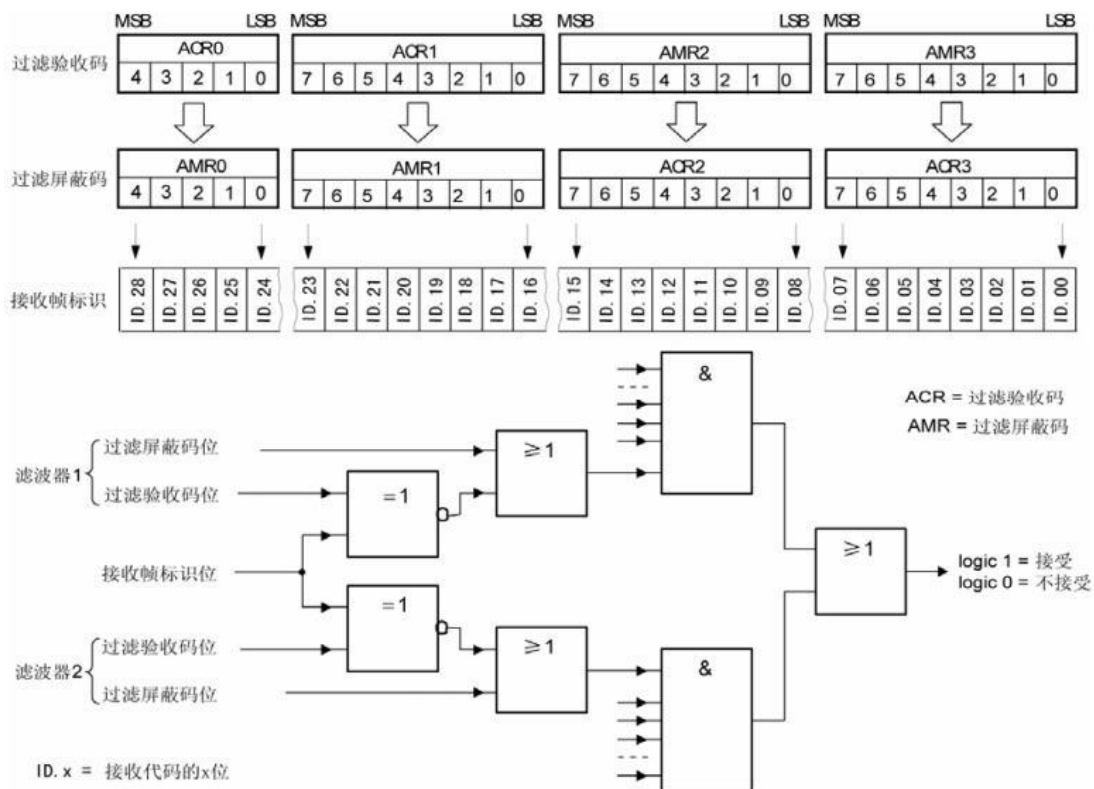 MSB LSB MSB LSB MSB LSB
过滤验收码 ACR0 ACR1 AMR2 AMR3
4 3 2 1 0 7 6 5 4 3 2 1 0 7 6 5 4 3 2 1 0 7 6 5 4 3 2 1 0
过滤屏蔽码 AMR0 AMR1 ACR2 ACR3
4 3 2 1 0 7 6 5 4 3 2 1 0 7 6 5 4 3 2 1 0 7 6 5 4 3 2 1 0
接收帧标识 ID.28 ID.27 ID.26 ID.25 ID.24 ID.23 ID.22 ID.21 ID.20 ID.19 ID.18 ID.17 ID.16 ID.15 ID.14 ID.13 ID.12 ID.11 ID.10 ID.09 ID.08 ID.07 ID.06 ID.05 ID.04 ID.03 ID.02 ID.01 ID.00
&
ACR = 过滤验收码
AMR = 过滤屏蔽码
滤波器1
过滤屏蔽码位
过滤验收码位
≥1
=1
接收帧标识位
≥1
logic 1 = 接受
logic 0 = 不接受
=1
滤波器2
过滤验收码位
过滤屏蔽码位
≥1
&
ID. x = 接收代码的x位